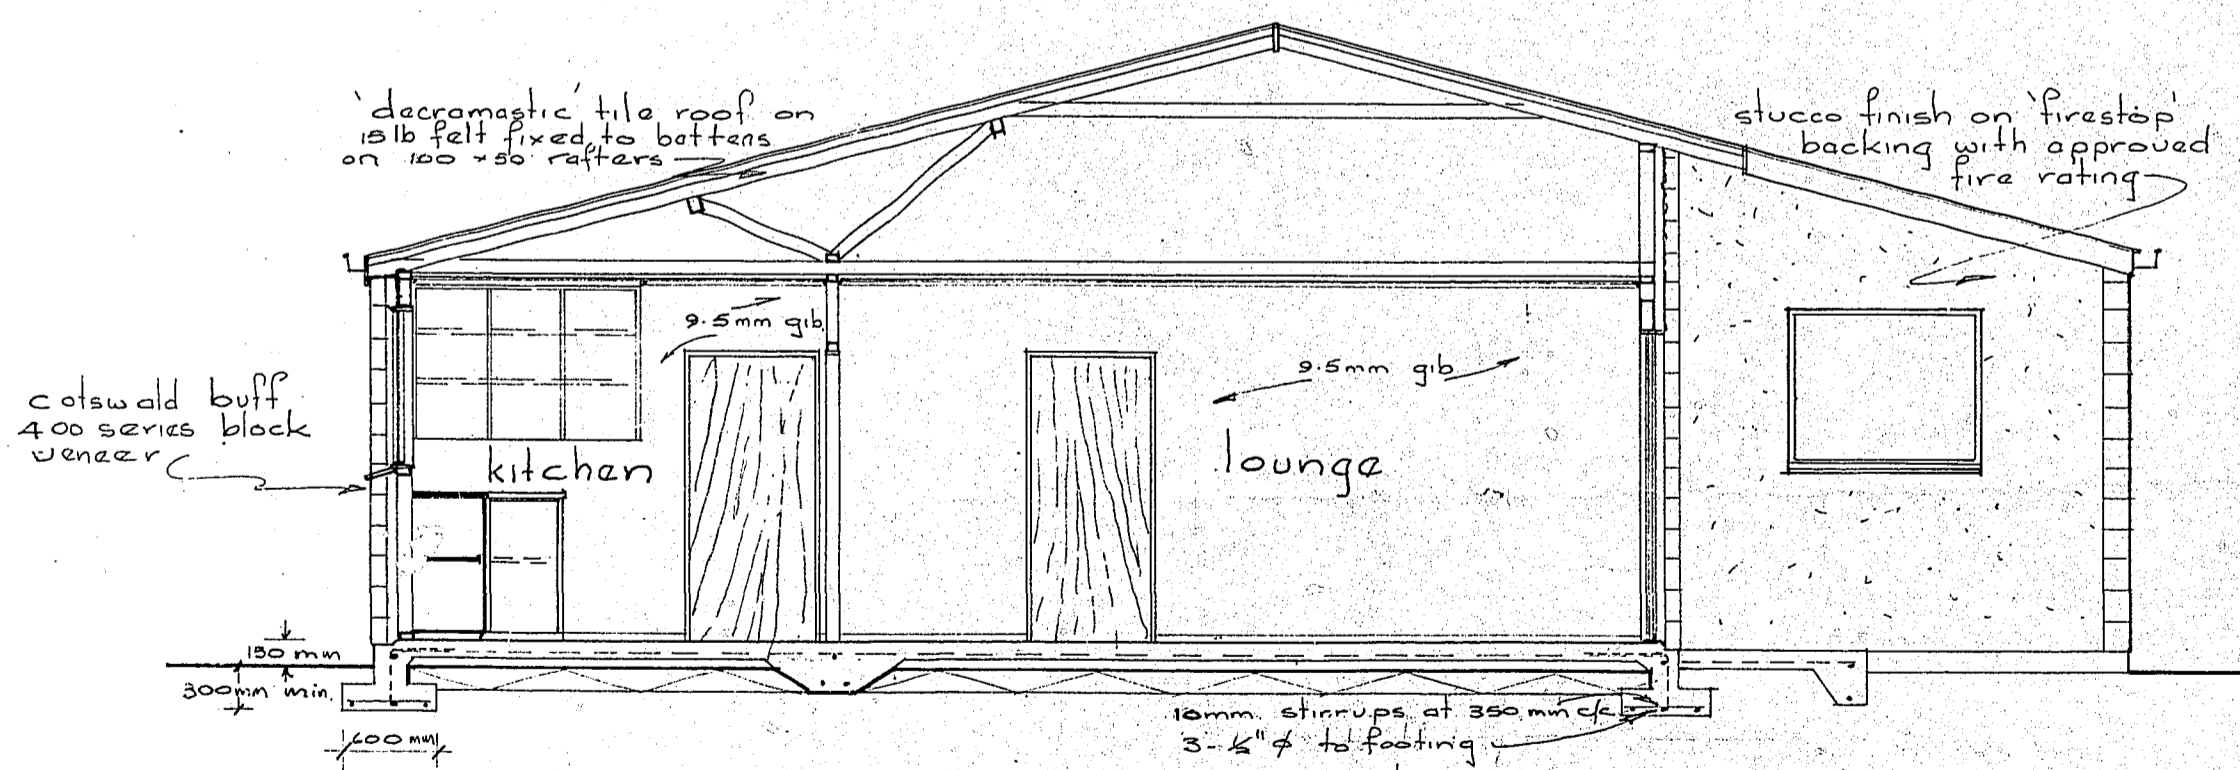 'decramastic' tile roof on
15 lb felt fixed to battens
on 100 x 50 rafters
stucco finish on 'firestop'
backing with approved
fire rating
9.5mm gib
9.5mm gib
cotswald buff
400 series block
veneer
kitchen
lounge
150 mm
300mm min.
600 mm
10mm stirrups at 350 mm c/c
3 - ½" ϕ to footing